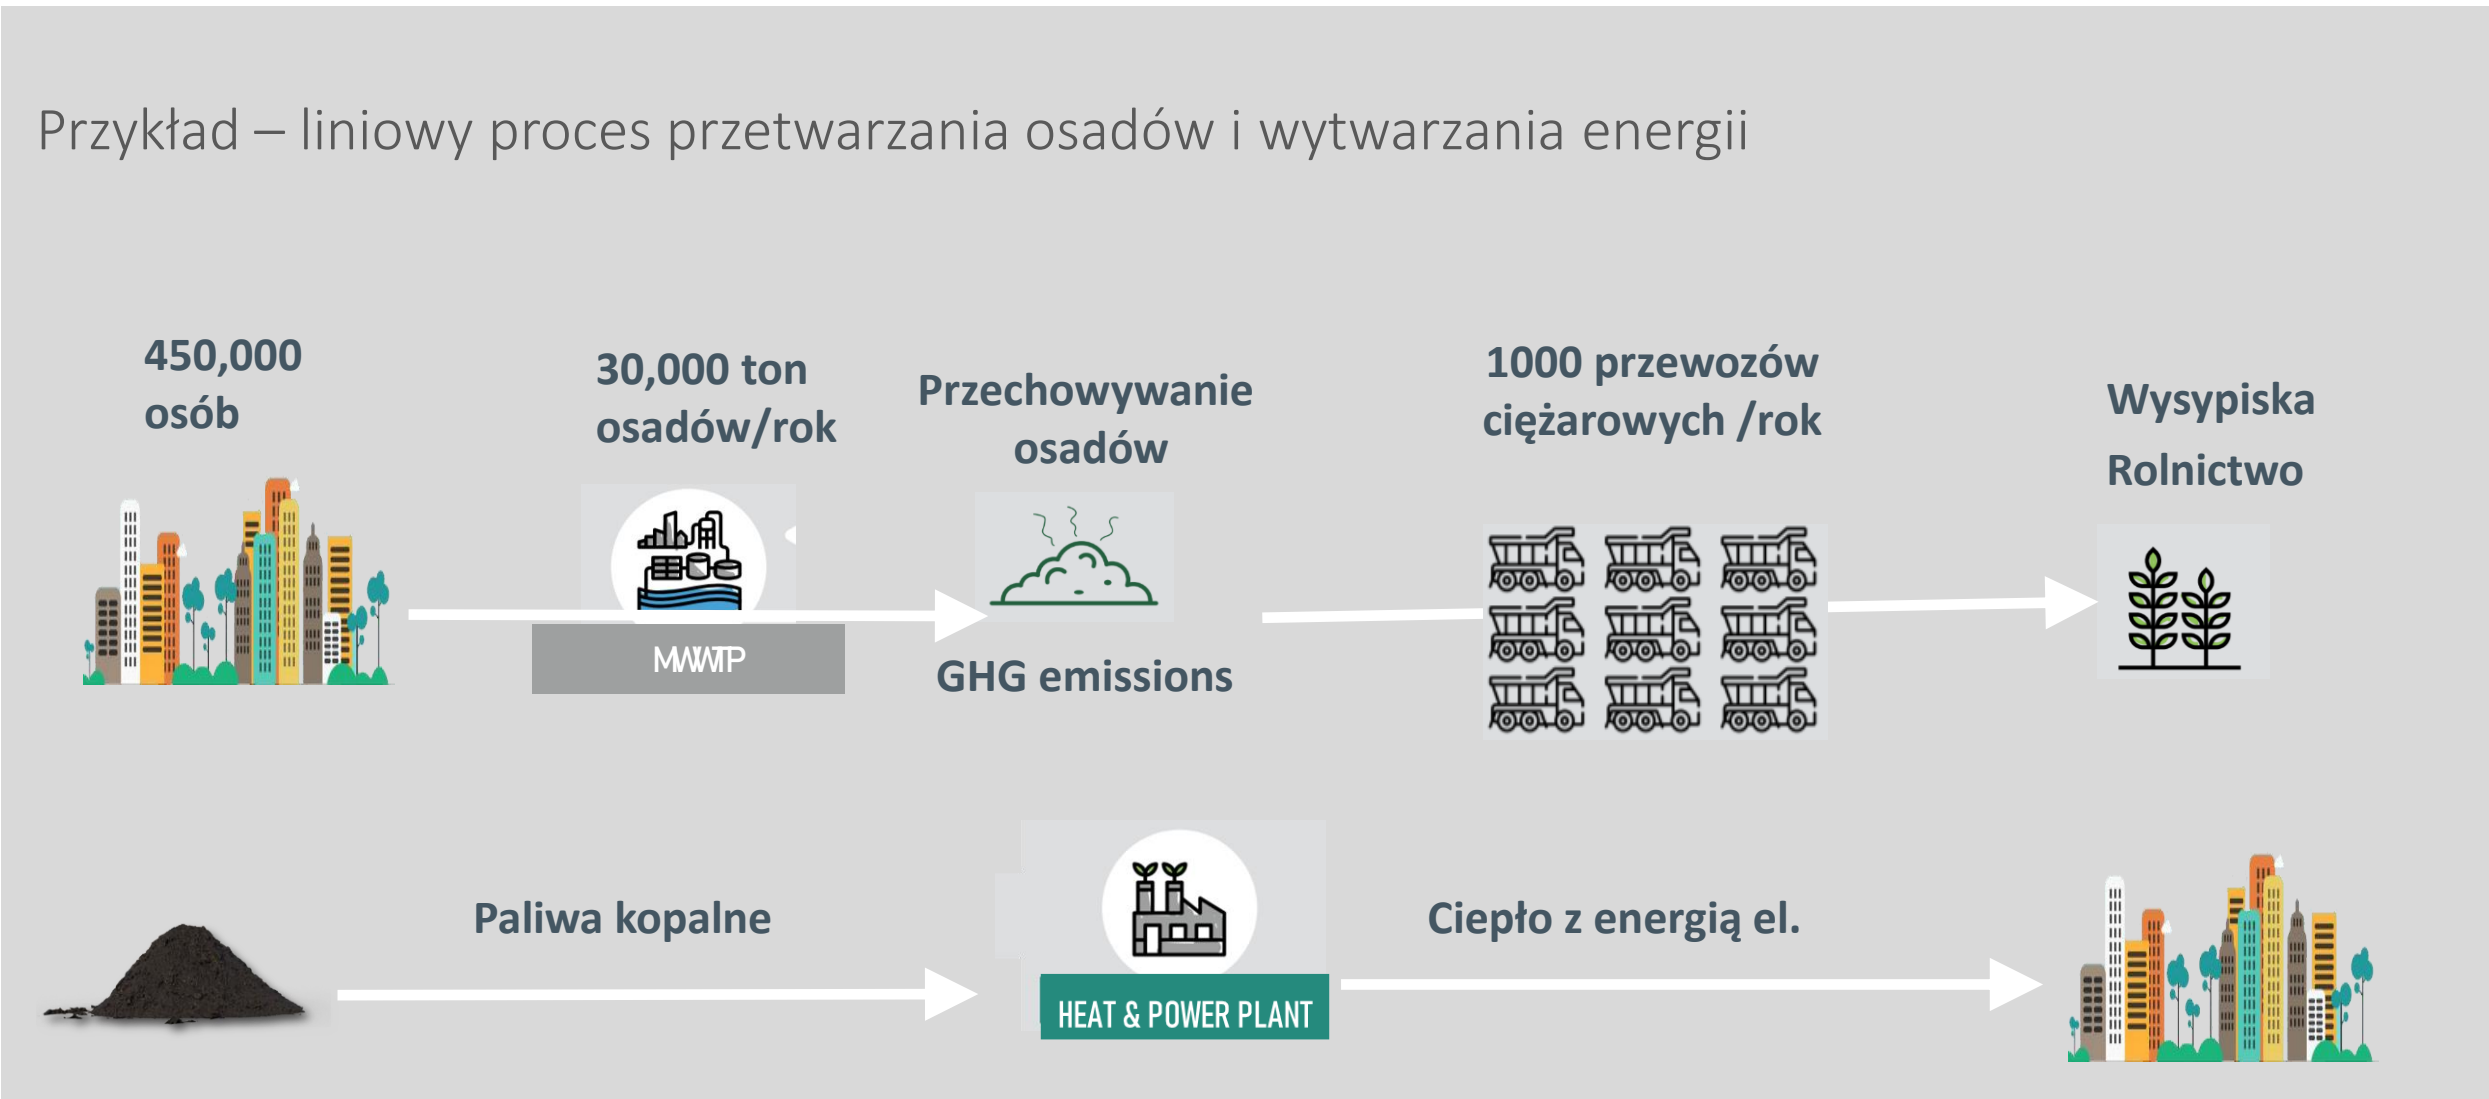 Przykład – liniowy proces przetwarzania osadów i wytwarzania energii
450,000
osób
30,000 ton
osadów/rok
MWWTP
Przechowywanie
osadów
GHG emissions
1000 przewozów
ciężarowych /rok
Wysypiska
Rolnictwo
Paliwa kopalne
HEAT & POWER PLANT
Ciepło z energią el.